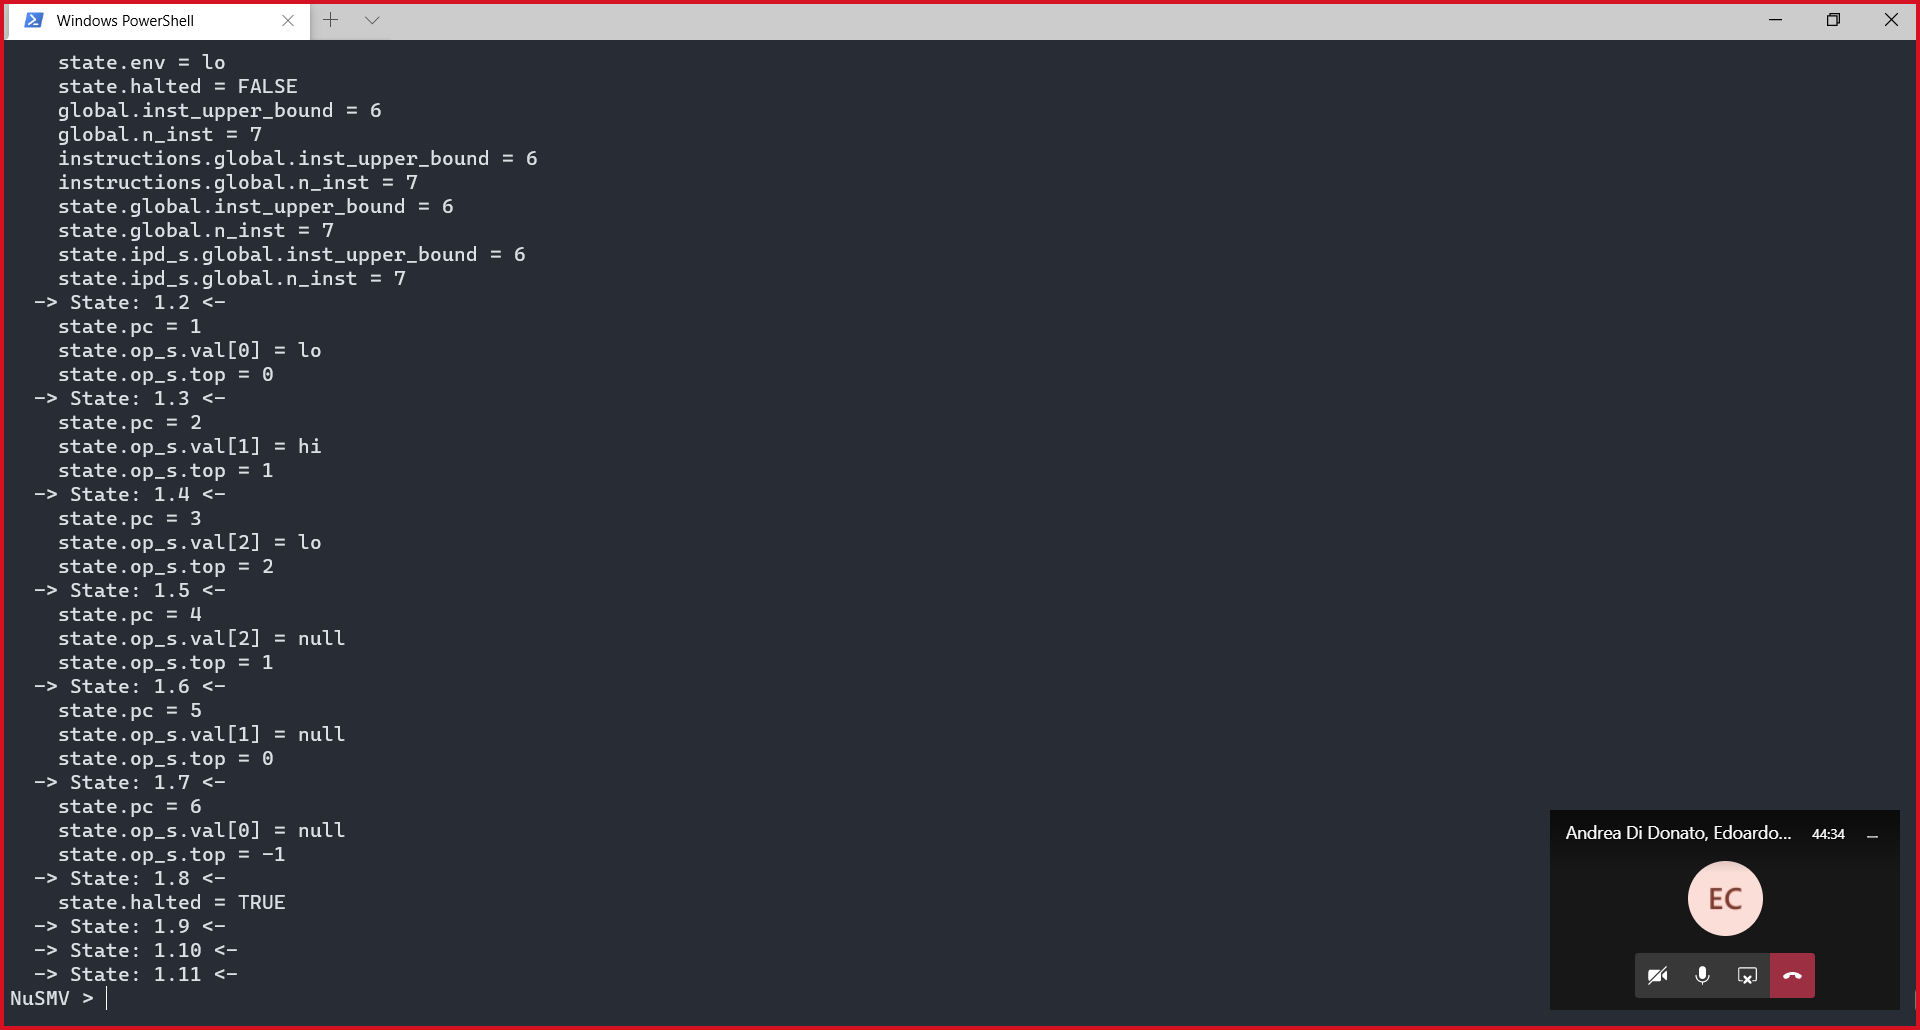 Windows PowerShell
state.env = lo
state.halted = FALSE
global.inst_upper_bound = 6
global.n_inst = 7
instructions.global.inst_upper_bound = 6
instructions.global.n_inst = 7
state.global.inst_upper_bound = 6
state.global.n_inst = 7
state.ipd_s.global.inst_upper_bound = 6
state.ipd_s.global.n_inst = 7
-> State: 1.2 <-
state.pc = 1
state.op_s.val[0] = lo
state.op_s.top = 0
-> State: 1.3 <-
state.pc = 2
state.op_s.val[1] = hi
state.op_s.top = 1
-> State: 1.4 <-
state.pc = 3
state.op_s.val[2] = lo
state.op_s.top = 2
-> State: 1.5 <-
state.pc = 4
state.op_s.val[2] = null
state.op_s.top = 1
-> State: 1.6 <-
state.pc = 5
state.op_s.val[1] = null
state.op_s.top = 0
-> State: 1.7 <-
state.pc = 6
state.op_s.val[0] = null
state.op_s.top = -1
-> State: 1.8 <-
state.halted = TRUE
-> State: 1.9 <-
-> State: 1.10 <-
-> State: 1.11 <-
NuSMV >
Andrea Di Donato, Edoardo... 44:34
EC